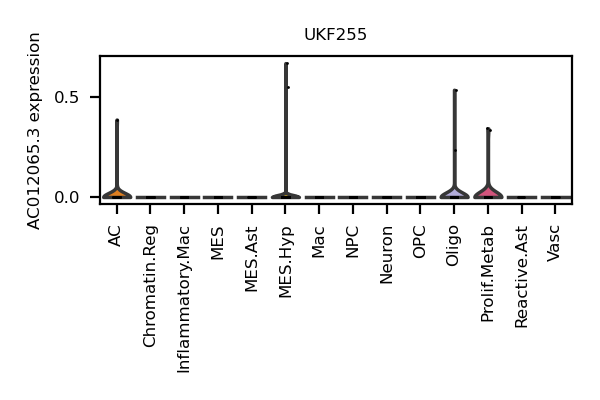 UKF255
AC012065.3 expression
0.5
0.0
AC
Chromatin.Reg
Inflammatory.Mac
MES
MES.Ast
MES.Hyp
Mac
NPC
Neuron
OPC
Oligo
Prolif.Metab
Reactive.Ast
Vasc